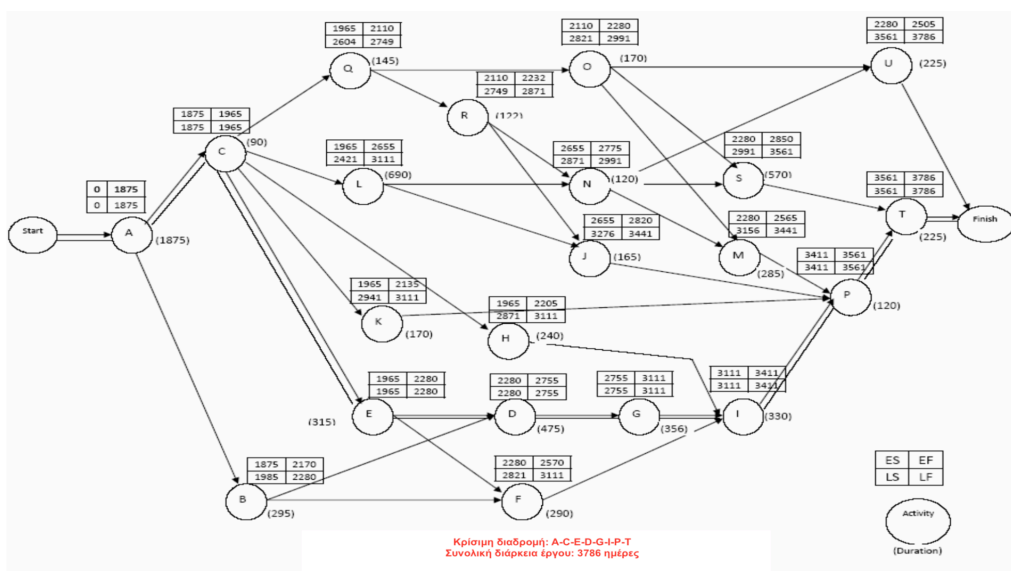 1965 2110
2604 2749
Q
(145)
2110 2280
2821 2991
O
(170)
2280 2505
3561 3786
U
(225)
2110 2232
2749 2871
R
(122)
1875 1965
1875 1965
C
(90)
1965 2655
2421 3111
L
(690)
2655 2775
2871 2991
N
(120)
2280 2850
2991 3561
S
(570)
0 1875
0 1875
Start
A
(1875)
3561 3786
3561 3786
T
(225)
Finish
2655 2820
3276 3441
J
(165)
2280 2565
3156 3441
M
(285)
3411 3561
3411 3561
P
(120)
1965 2135
2941 3111
K
(170)
1965 2205
2871 3111
H
(240)
1965 2280
1965 2280
E
(315)
2280 2755
2280 2755
D
(475)
2755 3111
2755 3111
G
(356)
3111 3411
3111 3411
I
(330)
1875 2170
1985 2280
B
(295)
2280 2570
2821 3111
F
(290)
ES EF
LS LF
Activity
(Duration)
Κρίσιμη διαδρομή: A-C-E-D-G-I-P-T
Συνολική διάρκεια έργου: 3786 ημέρες